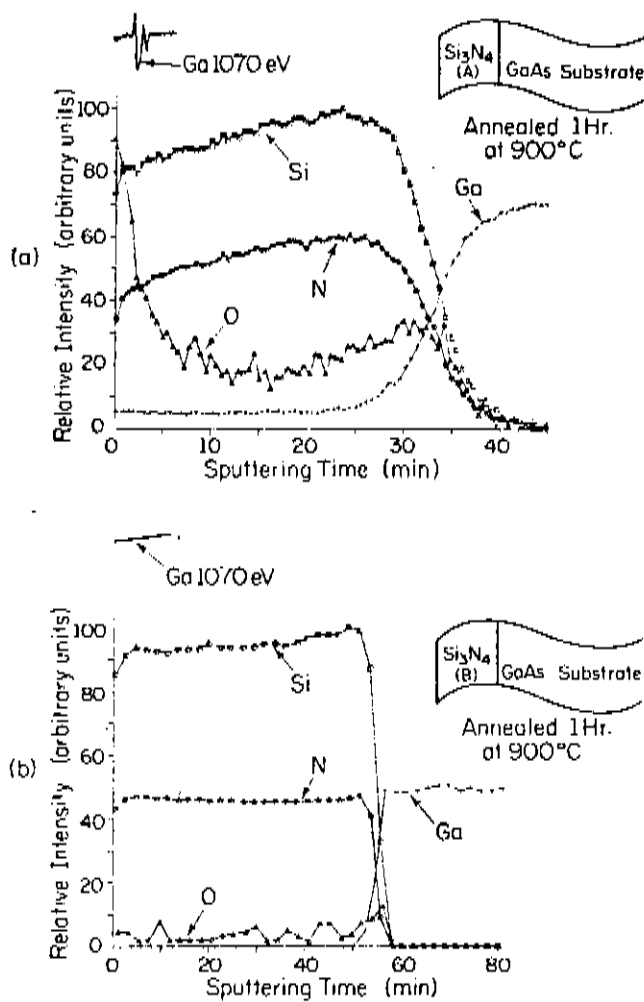 (a)
Ga 1070 eV
Si₃N₄
(A)
GaAs Substrate
Annealed 1Hr.
at 900°C
Relative Intensity (arbitrary units)
100
80
60
40
20
0
Si
N
O
Ga
0 10 20 30 40
Sputtering Time (min)
(b)
Ga 1070 eV
Si₃N₄
(B)
GaAs Substrate
Annealed 1Hr.
at 900°C
Relative Intensity (arbitrary units)
100
80
60
40
20
0
Si
N
O
Ga
0 20 40 60 80
Sputtering Time (min)